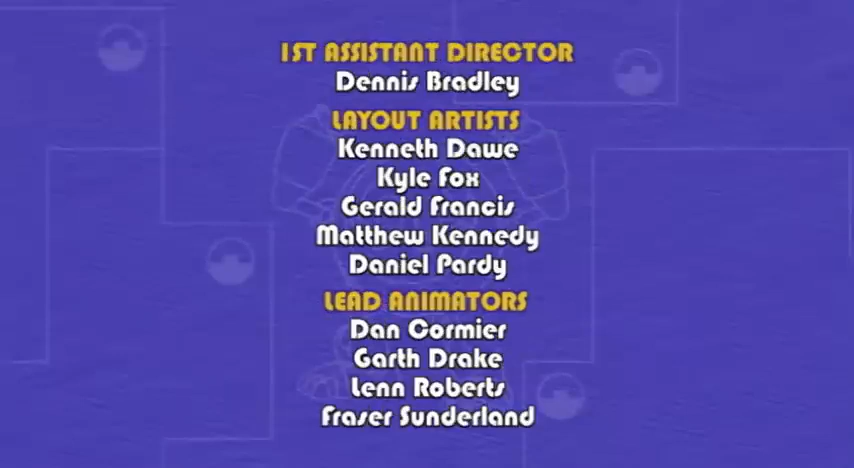 1ST ASSISTANT DIRECTOR
Dennis Bradley
LAYOUT ARTISTS
Kenneth Dawe
Kyle Fox
Gerald Francis
Matthew Kennedy
Daniel Pardy
LEAD ANIMATORS
Dan Cormier
Garth Drake
Lenn Roberts
Fraser Sunderland